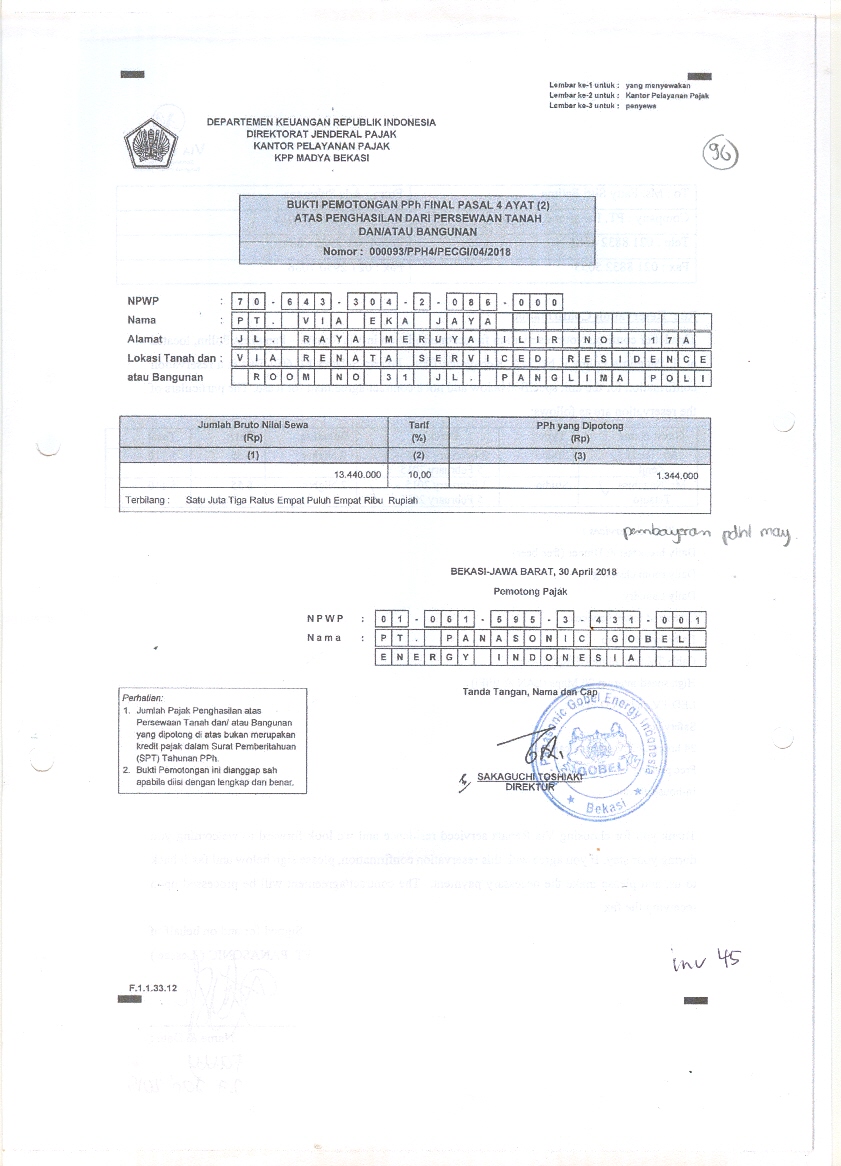 Lembar ke-1 untuk : yang menyewakan
Lembar ke-2 untuk : Kantor Pelayanan Pajak
Lembar ke-3 untuk : penyewa
DEPARTEMEN KEUANGAN REPUBLIK INDONESIA
DIREKTORAT JENDERAL PAJAK
KANTOR PELAYANAN PAJAK
KPP MADYA BEKASI
96
BUKTI PEMOTONGAN PPh FINAL PASAL 4 AYAT (2)
ATAS PENGHASILAN DARI PERSEWAAN TANAH
DAN/ATAU BANGUNAN
Nomor : 000093/PPH4/PECGI/04/2018
NPWP : 70-643-304-2-086-000
Nama : PT. VIA EKA JAYA
Alamat : JL. RAYA MERUYA ILIR NO. 17A
Lokasi Tanah dan : VIA RENATA SERVICED RESIDENCE
atau Bangunan ROOM NO 31 JL. PANGLIMA POLI
Jumlah Bruto Nilai Sewa (Rp) Tarif (%) PPh yang Dipotong (Rp)
(1) (2) (3)
13.440.000 10,00 1.344.000
Terbilang : Satu Juta Tiga Ratus Empat Puluh Empat Ribu Rupiah
pembayaran pdhl may
BEKASI-JAWA BARAT, 30 April 2018
Pemotong Pajak
NPWP : 01-061-595-3-431-001
Nama : PT. PANASONIC GOBEL
ENERGY INDONESIA
Tanda Tangan, Nama dan Cap
Perhatian:
1. Jumlah Pajak Penghasilan atas
Persewaan Tanah dan/ atau Bangunan
yang dipotong di atas bukan merupakan
kredit pajak dalam Surat Pemberitahuan
(SPT) Tahunan PPh.
2. Bukti Pemotongan ini dianggap sah
apabila diisi dengan lengkap dan benar.
Panasonic Gobel Energy Indonesia
GOBEL
Bekasi
SAKAGUCHI TOSHIAKI
DIREKTUR
inv 45
F.1.1.33.12